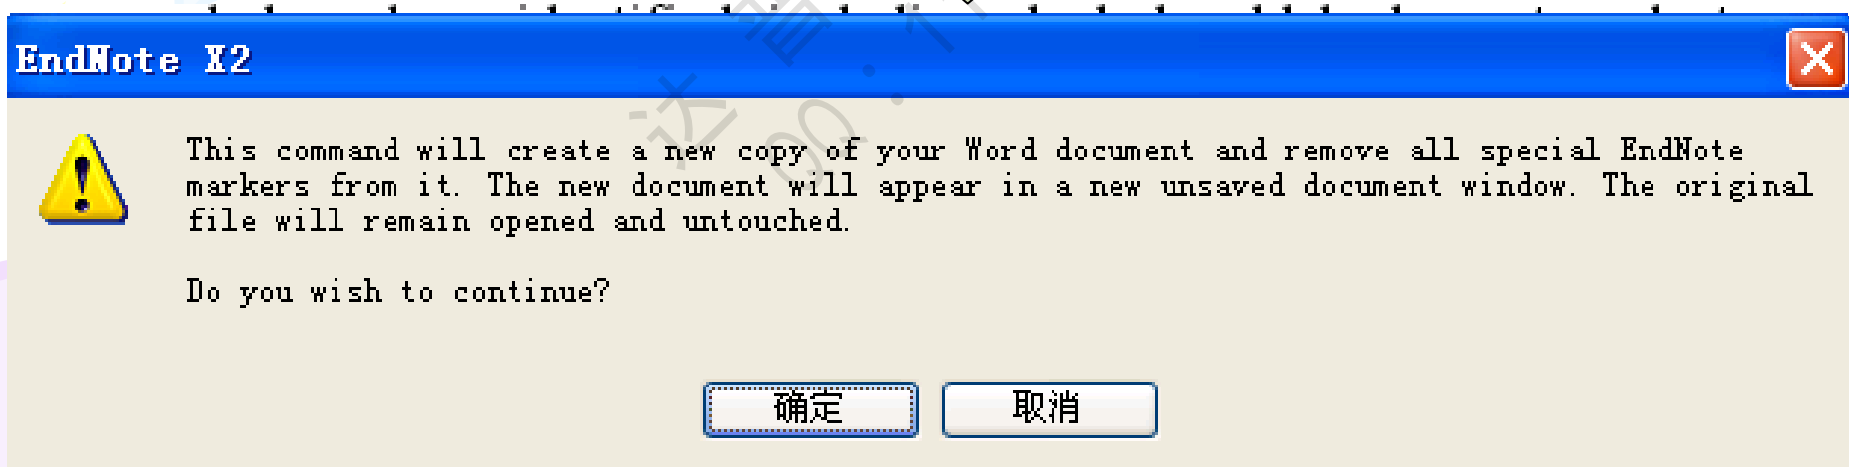 EndNote X2
This command will create a new copy of your Word document and remove all special EndNote
markers from it. The new document will appear in a new unsaved document window. The original
file will remain opened and untouched.
Do you wish to continue?
确定
取消